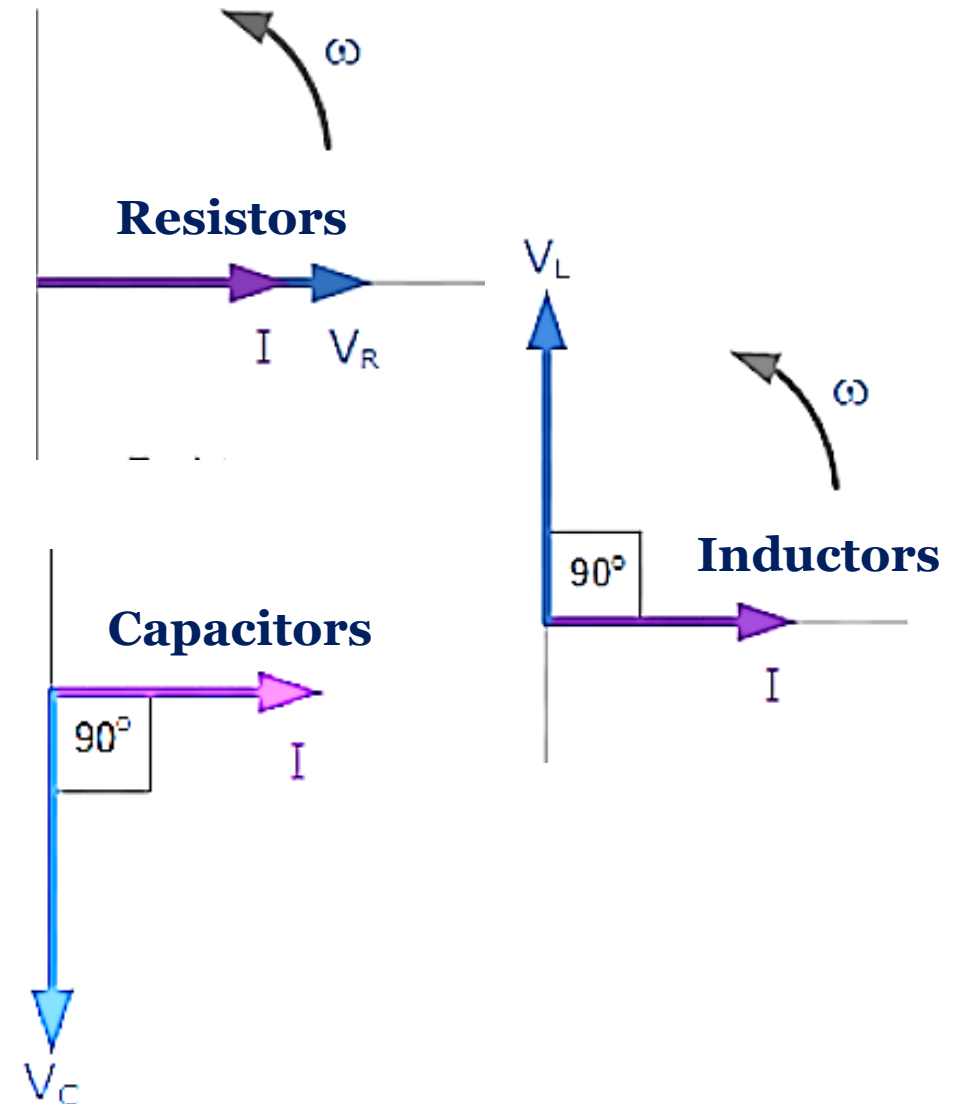 ω
Resistors
I
V_R
V_L
ω
90°
Inductors
I
Capacitors
90°
I
V_C